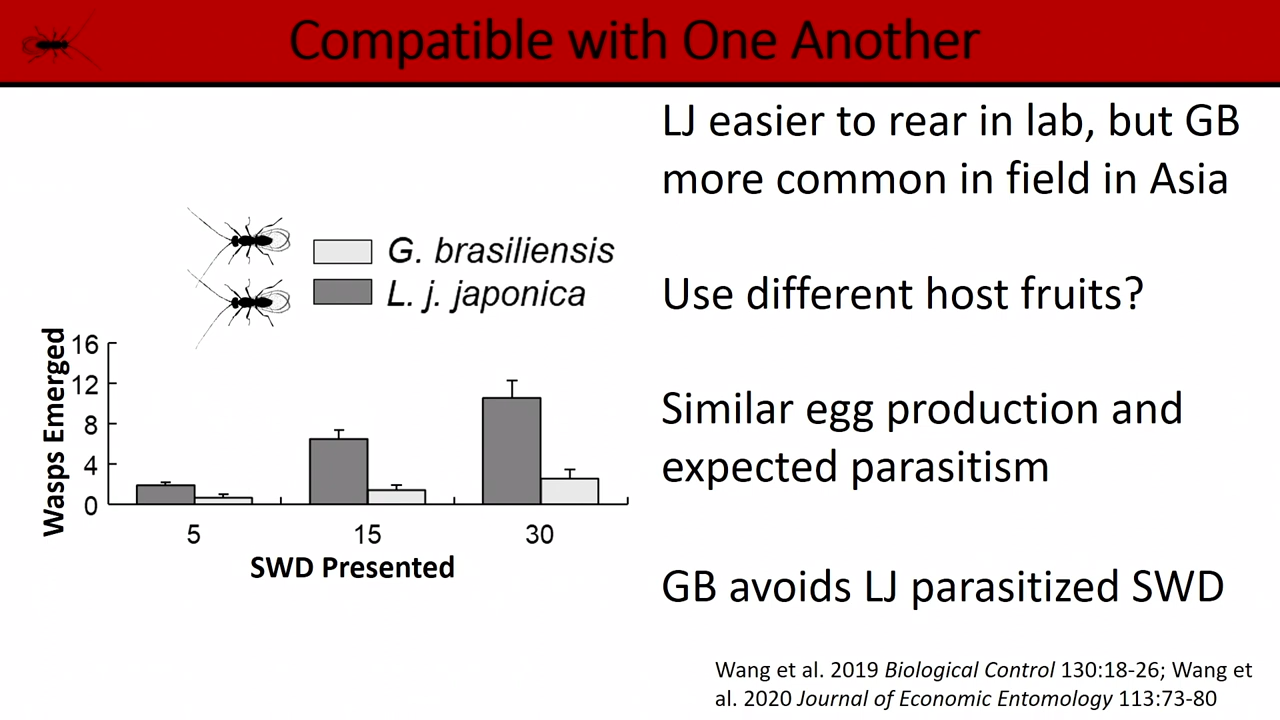 Compatible with One Another
LJ easier to rear in lab, but GB
more common in field in Asia
Use different host fruits?
Similar egg production and
expected parasitism
GB avoids LJ parasitized SWD
G. brasiliensis
L. j. japonica
Wasps Emerged
16
12
8
4
0
5
15
30
SWD Presented
Wang et al. 2019 Biological Control 130:18-26; Wang et
al. 2020 Journal of Economic Entomology 113:73-80